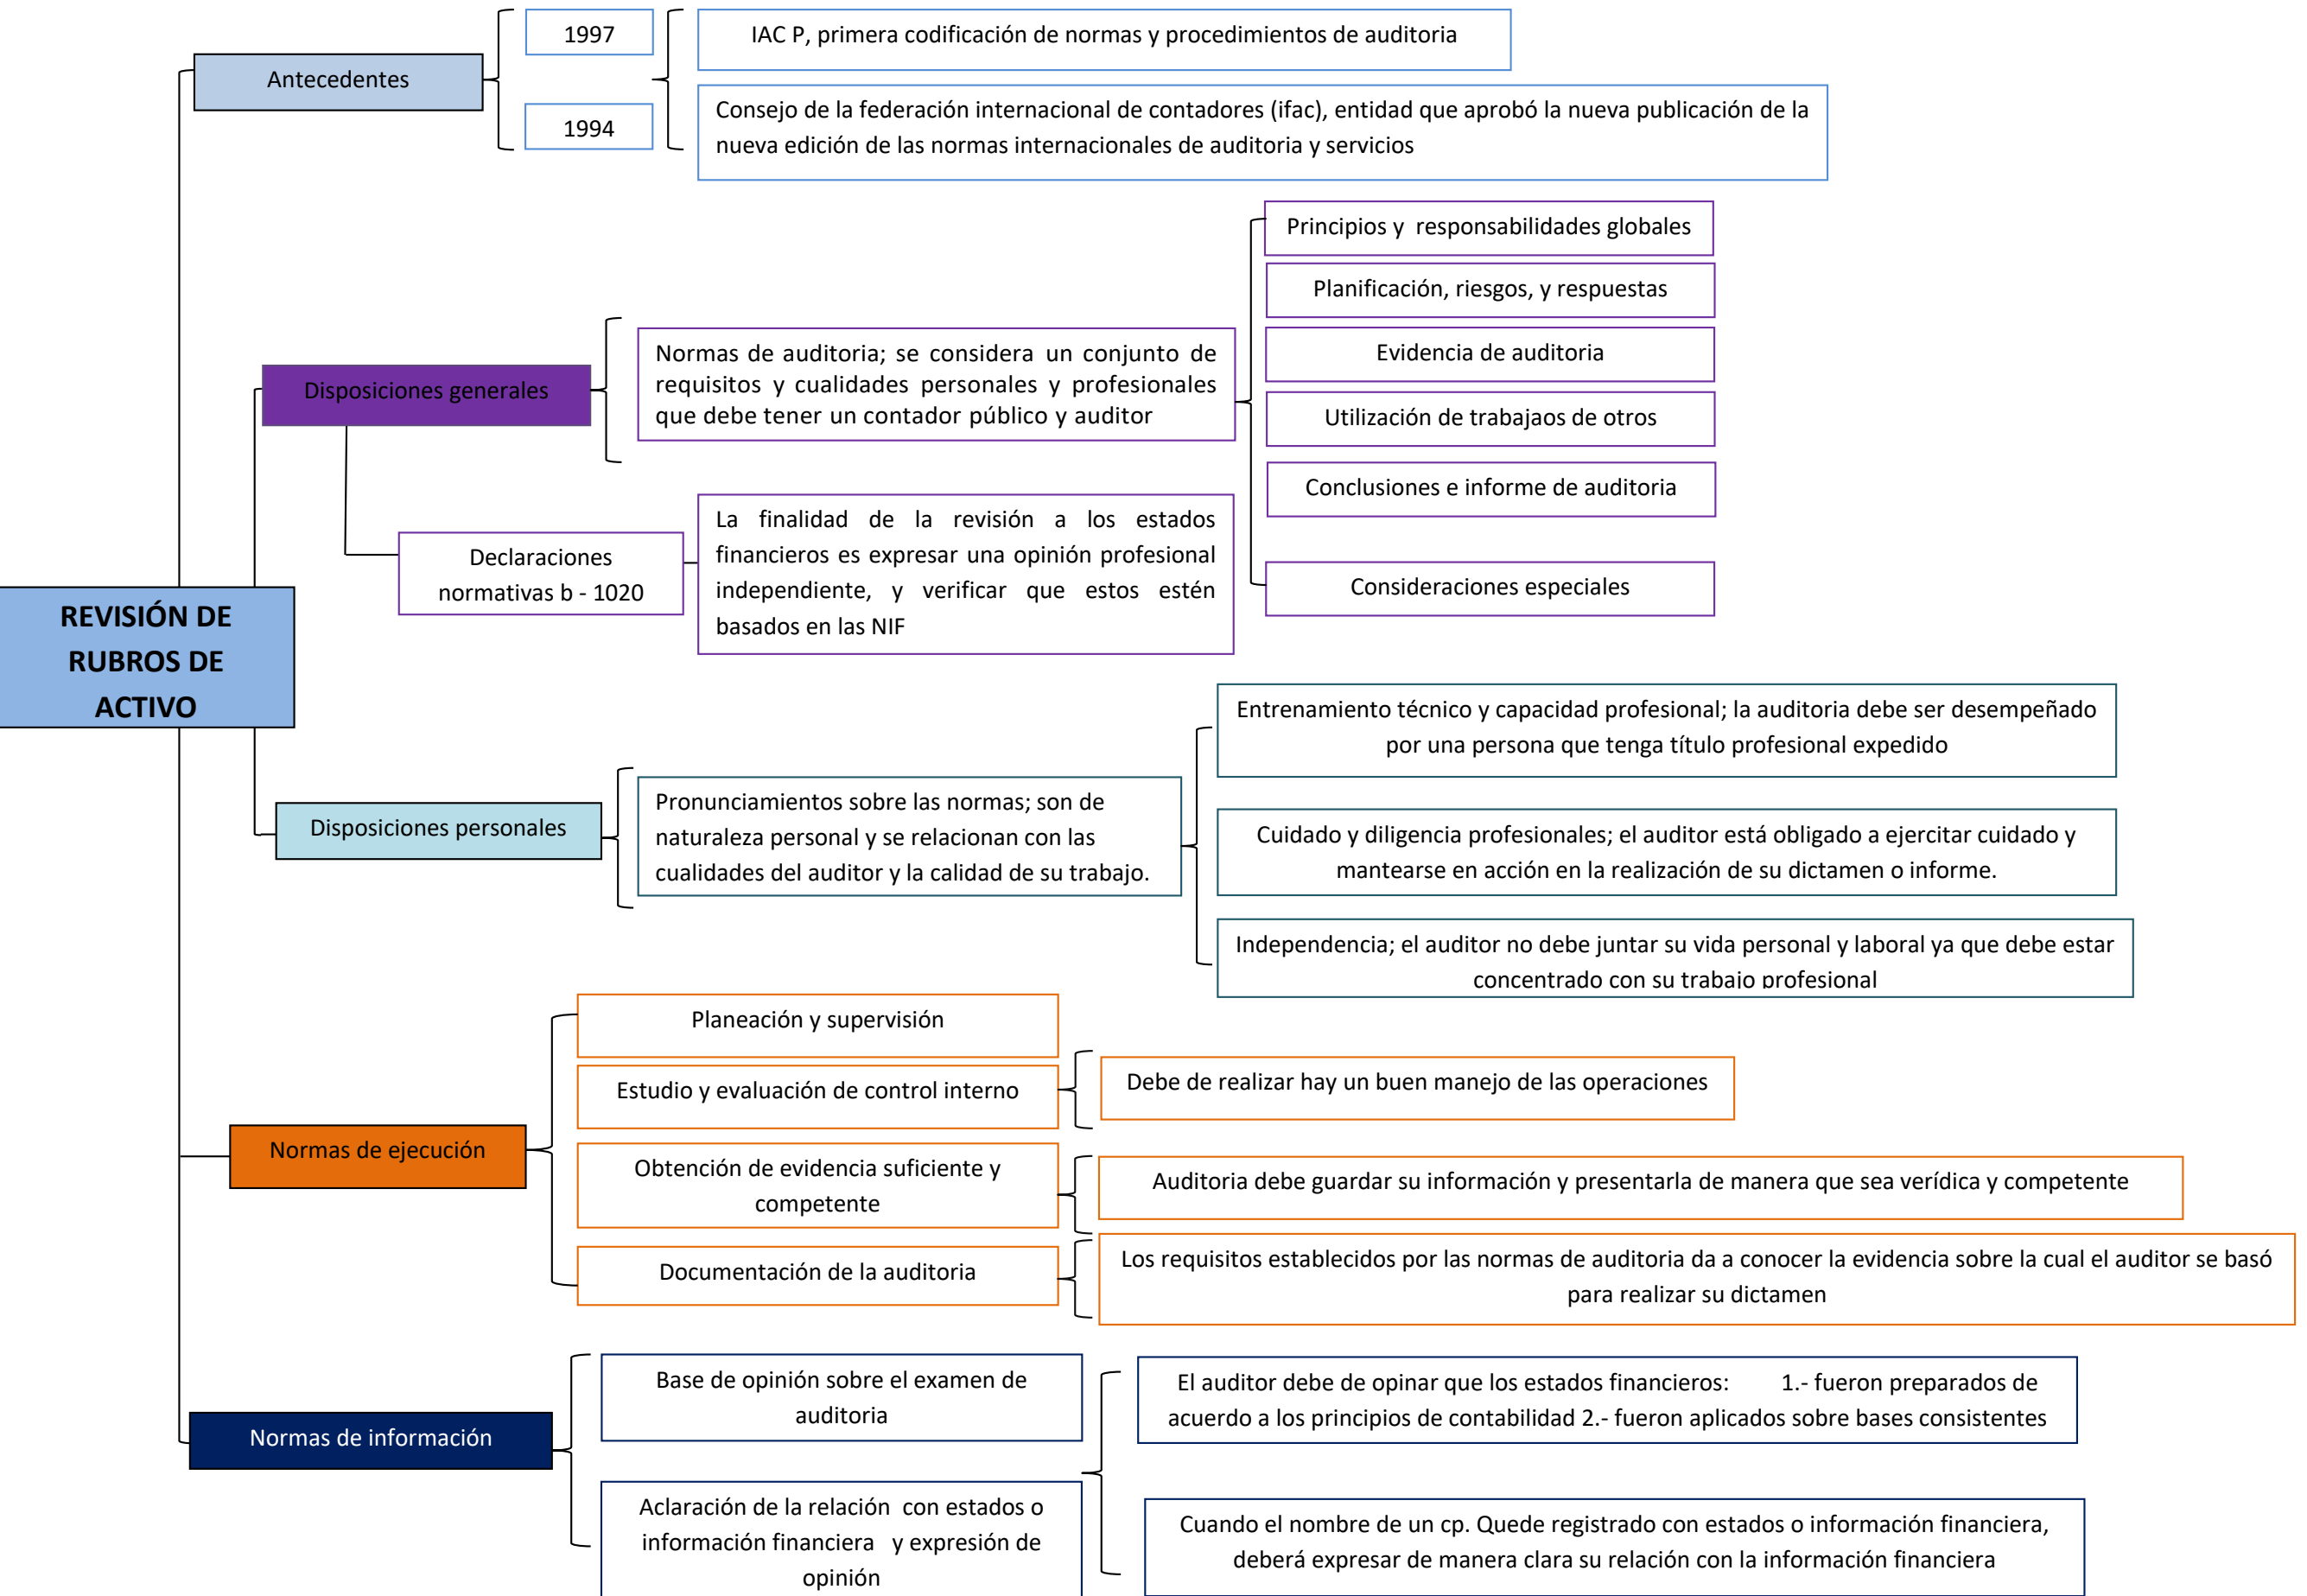 REVISIÓN DE
RUBROS DE
ACTIVO
Antecedentes
1997
1994
IAC P, primera codificación de normas y procedimientos de auditoria
Consejo de la federación internacional de contadores (ifac), entidad que aprobó la nueva publicación de la
nueva edición de las normas internacionales de auditoria y servicios
Disposiciones generales
Normas de auditoria; se considera un conjunto de
requisitos y cualidades personales y profesionales
que debe tener un contador público y auditor
Principios y responsabilidades globales
Planificación, riesgos, y respuestas
Evidencia de auditoria
Utilización de trabajaos de otros
Conclusiones e informe de auditoria
Consideraciones especiales
Declaraciones
normativas b - 1020
La finalidad de la revisión a los estados
financieros es expresar una opinión profesional
independiente, y verificar que estos estén
basados en las NIF
Disposiciones personales
Pronunciamientos sobre las normas; son de
naturaleza personal y se relacionan con las
cualidades del auditor y la calidad de su trabajo.
Entrenamiento técnico y capacidad profesional; la auditoria debe ser desempeñado
por una persona que tenga título profesional expedido
Cuidado y diligencia profesionales; el auditor está obligado a ejercitar cuidado y
mantearse en acción en la realización de su dictamen o informe.
Independencia; el auditor no debe juntar su vida personal y laboral ya que debe estar
concentrado con su trabajo profesional
Normas de ejecución
Planeación y supervisión
Estudio y evaluación de control interno
Debe de realizar hay un buen manejo de las operaciones
Obtención de evidencia suficiente y
competente
Auditoria debe guardar su información y presentarla de manera que sea verídica y competente
Documentación de la auditoria
Los requisitos establecidos por las normas de auditoria da a conocer la evidencia sobre la cual el auditor se basó
para realizar su dictamen
Normas de información
Base de opinión sobre el examen de
auditoria
Aclaración de la relación con estados o
información financiera y expresión de
opinión
El auditor debe de opinar que los estados financieros: 1.- fueron preparados de
acuerdo a los principios de contabilidad 2.- fueron aplicados sobre bases consistentes
Cuando el nombre de un cp. Quede registrado con estados o información financiera,
deberá expresar de manera clara su relación con la información financiera